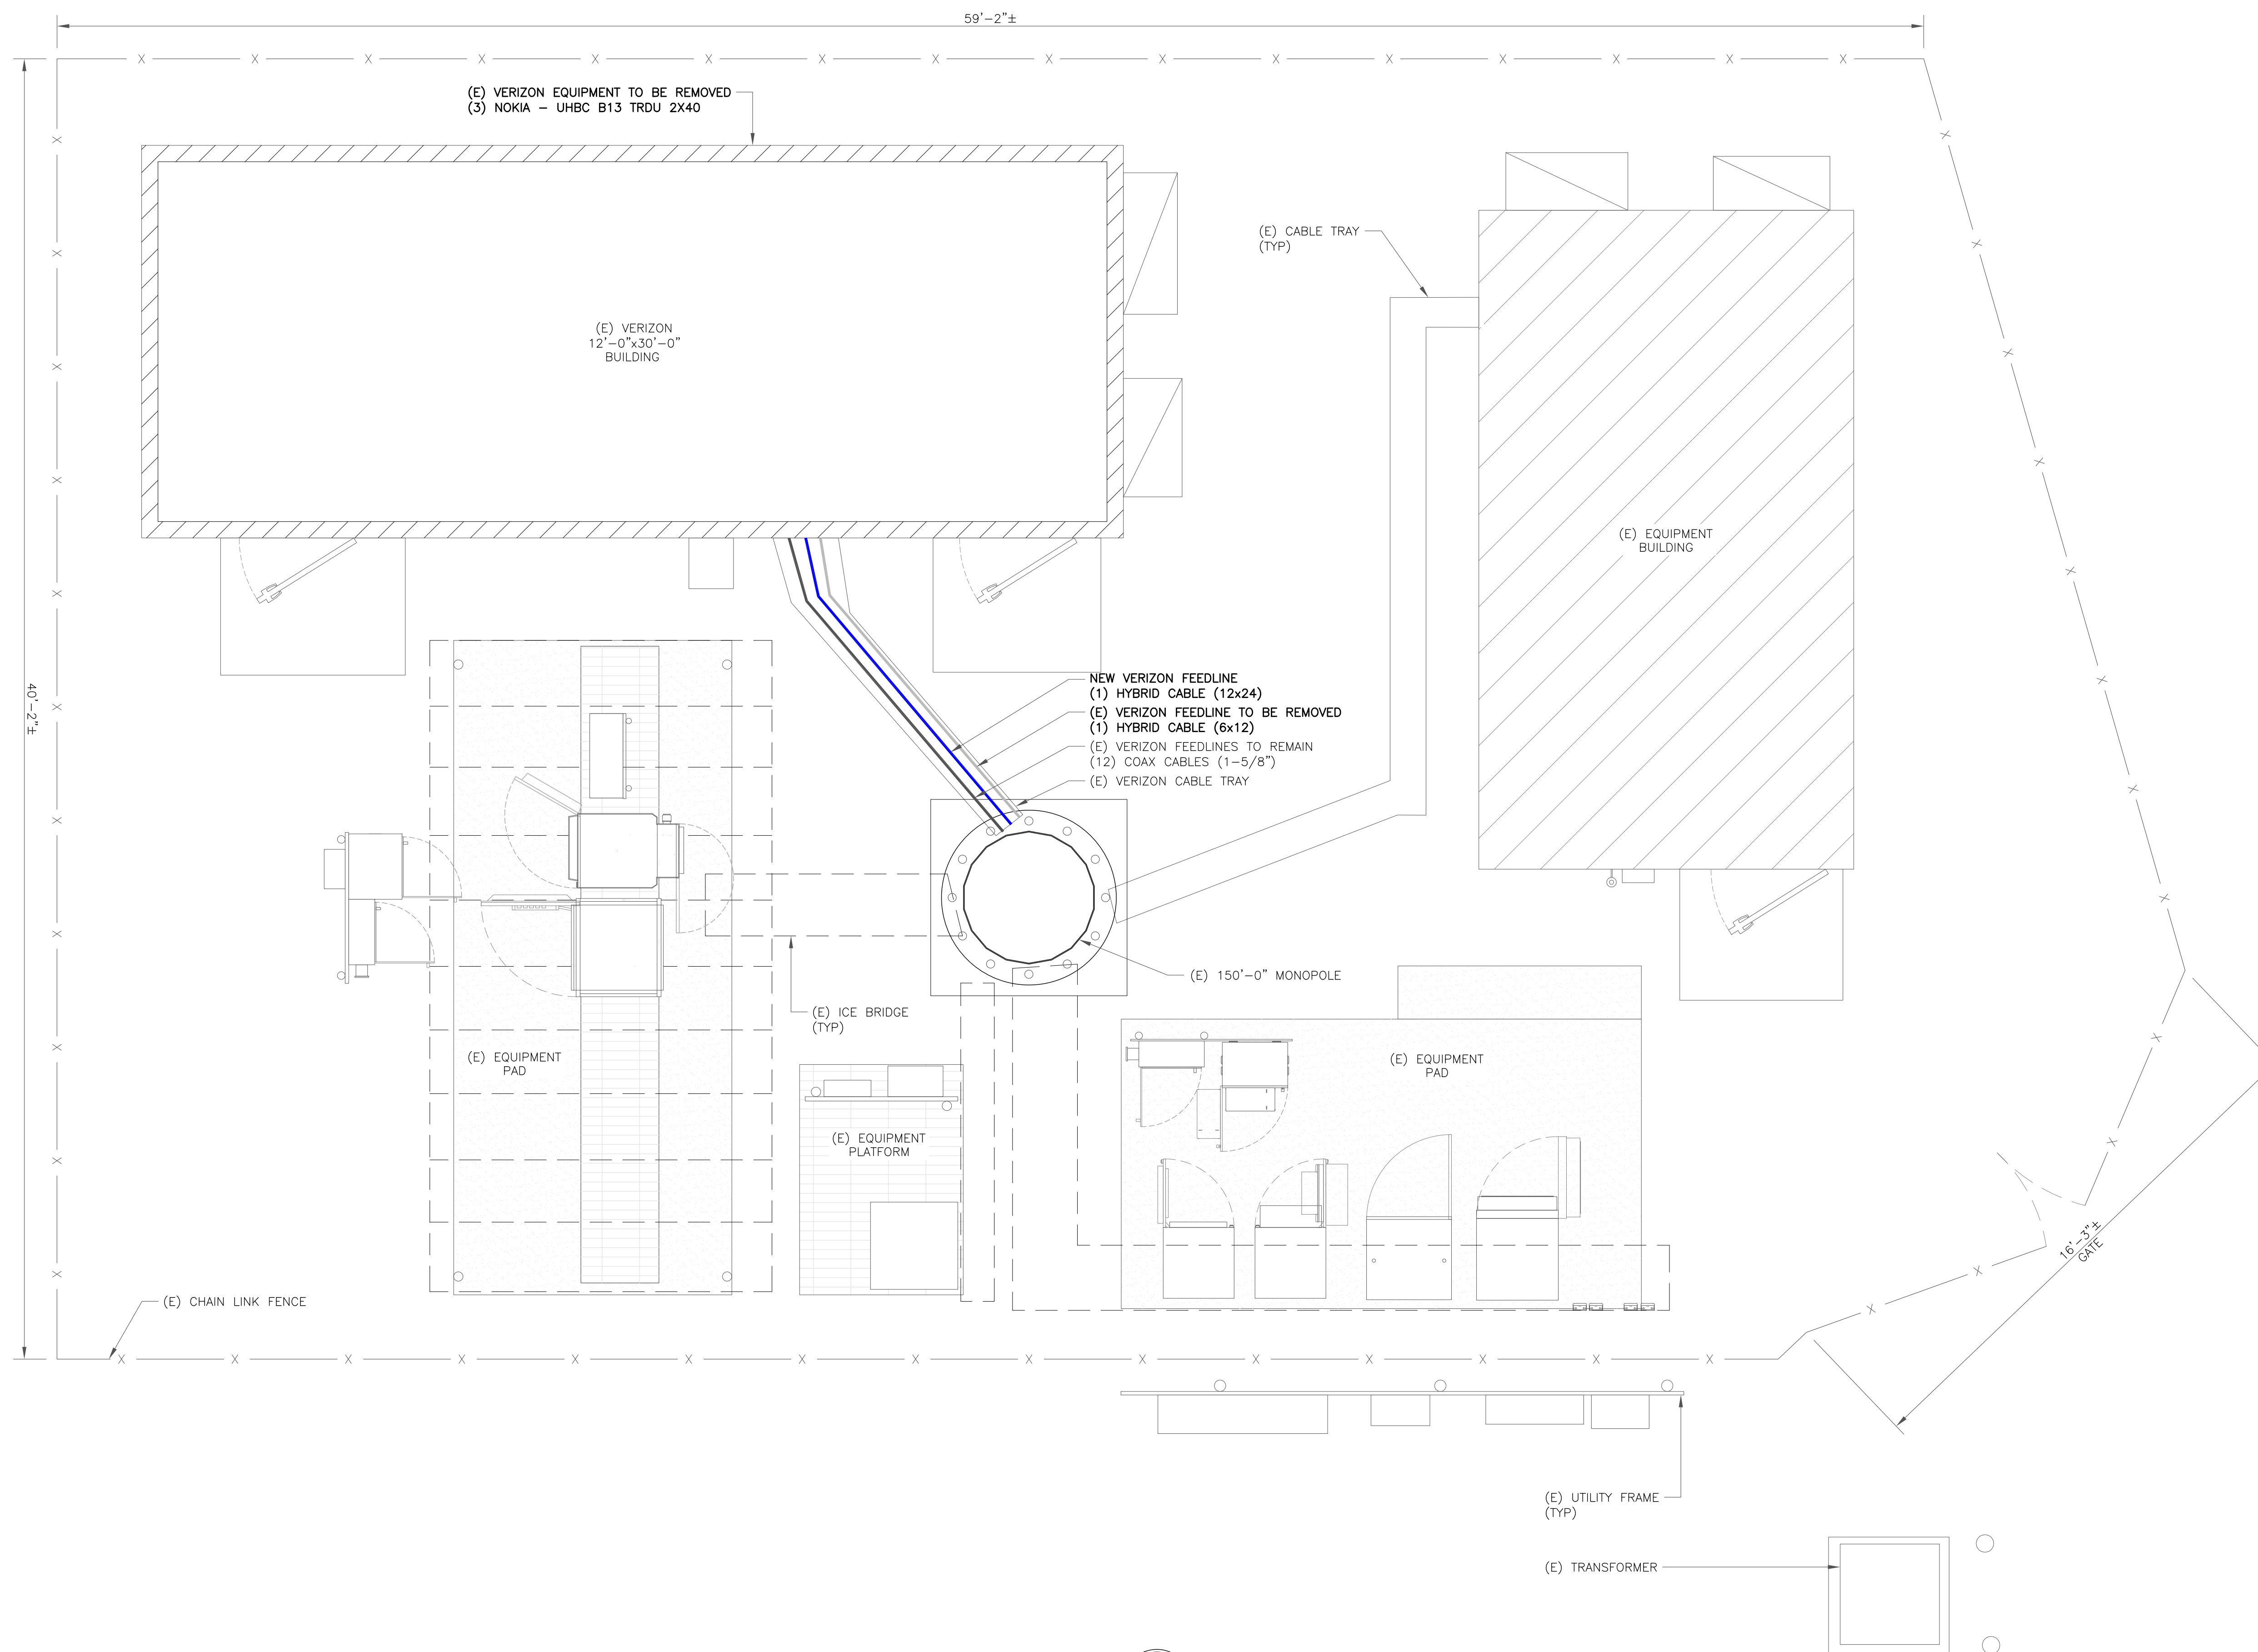 59'-2"±
(E) VERIZON EQUIPMENT TO BE REMOVED
(3) NOKIA - UHBC B13 TRDU 2X40
(E) CABLE TRAY
(TYP)
(E) VERIZON
12'-0"x30'-0"
BUILDING
(E) EQUIPMENT
BUILDING
40'-2"±
NEW VERIZON FEEDLINE
(1) HYBRID CABLE (12x24)
(E) VERIZON FEEDLINE TO BE REMOVED
(1) HYBRID CABLE (6x12)
(E) VERIZON FEEDLINES TO REMAIN
(12) COAX CABLES (1-5/8")
(E) VERIZON CABLE TRAY
(E) 150'-0" MONOPOLE
(E) ICE BRIDGE
(TYP)
(E) EQUIPMENT
PAD
(E) EQUIPMENT
PAD
(E) EQUIPMENT
PLATFORM
16'-3"±
GATE
(E) CHAIN LINK FENCE
(E) UTILITY FRAME
(TYP)
(E) TRANSFORMER